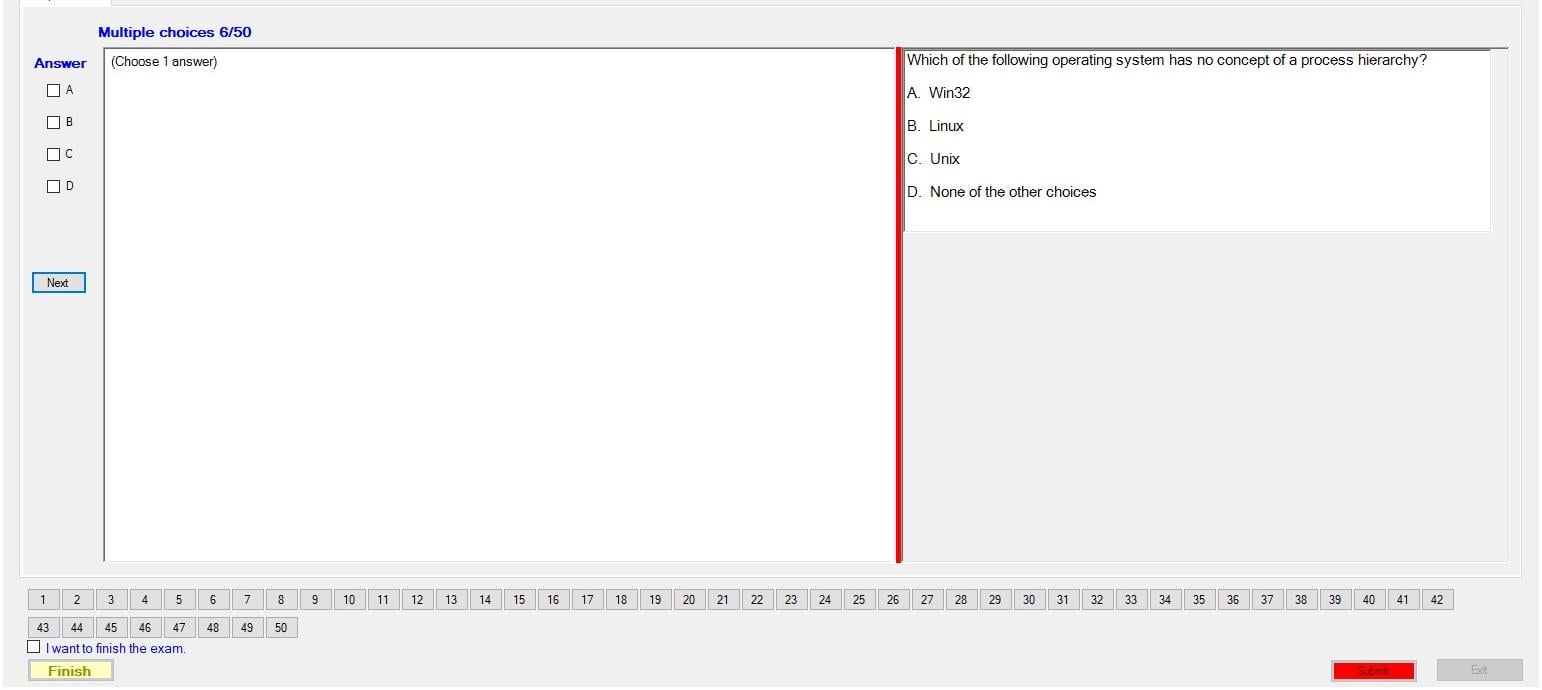 Multiple choices 6/50
Answer
(Choose 1 answer)
A
B
C
D
Next
Which of the following operating system has no concept of a process hierarchy?
A. Win32
B. Linux
C. Unix
D. None of the other choices
1 2 3 4 5 6 7 8 9 10 11 12 13 14 15 16 17 18 19 20 21 22 23 24 25 26 27 28 29 30 31 32 33 34 35 36 37 38 39 40 41 42
43 44 45 46 47 48 49 50
I want to finish the exam.
Finish
Submit
Exit